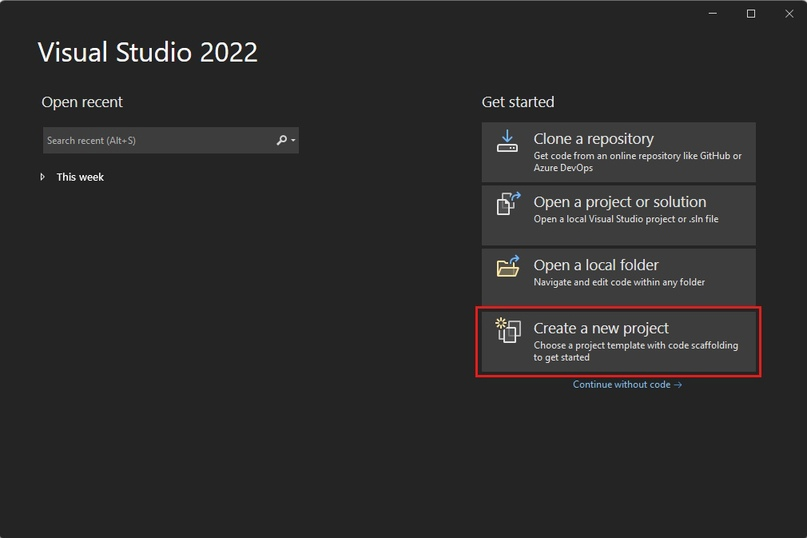 Visual Studio 2022
Open recent
Search recent (Alt+S)
This week
Get started
Clone a repository
Get code from an online repository like GitHub or
Azure DevOps
Open a project or solution
Open a local Visual Studio project or .sln file
Open a local folder
Navigate and edit code within any folder
Create a new project
Choose a project template with code scaffolding
to get started
Continue without code →